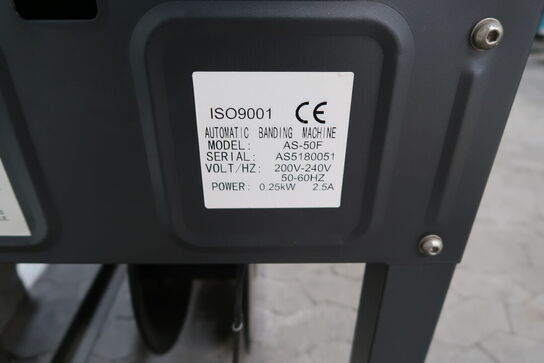 ISO9001 CE
AUTOMATIC BANDING MACHINE
MODEL: AS-50F
SERIAL: AS5180051
VOLT/HZ: 200V-240V
50-60HZ
POWER: 0.25kW 2.5A